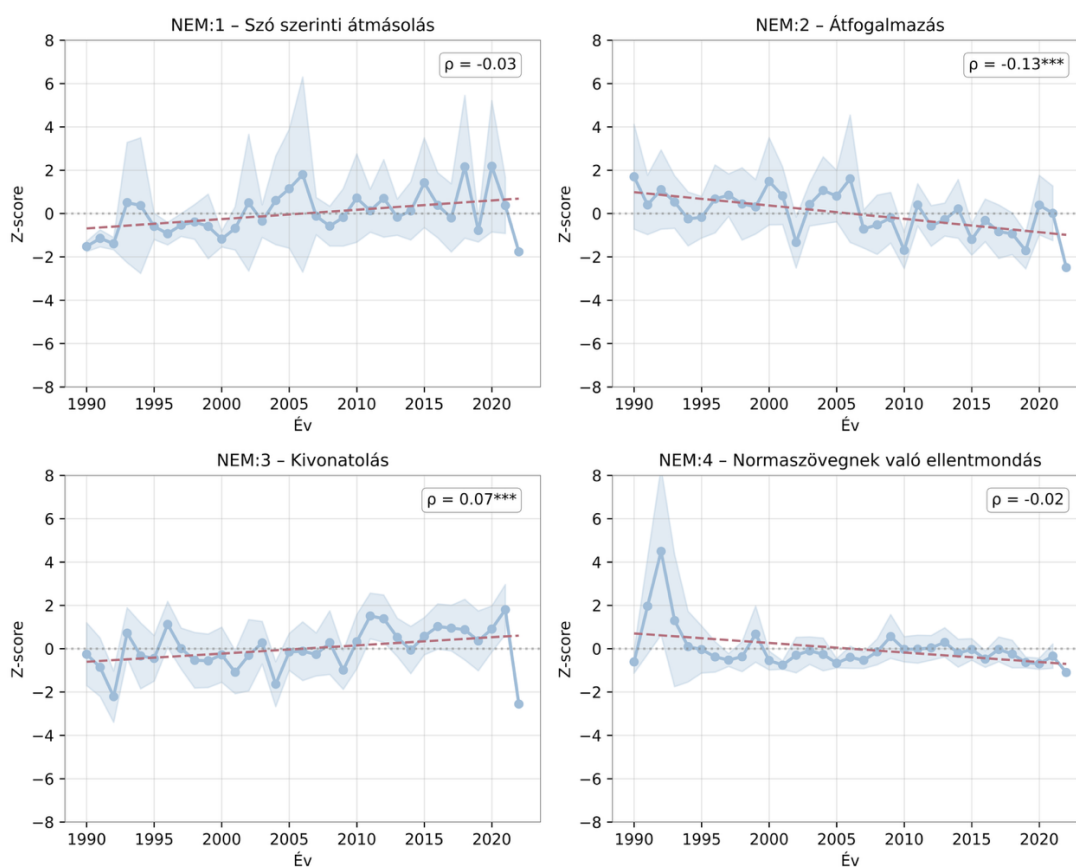 NEM:1 – Szó szerinti átmásolás
8
6
4
2
0
−2
−4
−6
−8
Z-score
ρ = -0.03
1990 1995 2000 2005 2010 2015 2020
Év
NEM:2 – Átfogalmazás
8
6
4
2
0
−2
−4
−6
−8
Z-score
ρ = -0.13***
1990 1995 2000 2005 2010 2015 2020
Év
NEM:3 – Kivonatolás
8
6
4
2
0
−2
−4
−6
−8
Z-score
ρ = 0.07***
1990 1995 2000 2005 2010 2015 2020
Év
NEM:4 – Normaszövegnek való ellentmondás
8
6
4
2
0
−2
−4
−6
−8
Z-score
ρ = -0.02
1990 1995 2000 2005 2010 2015 2020
Év